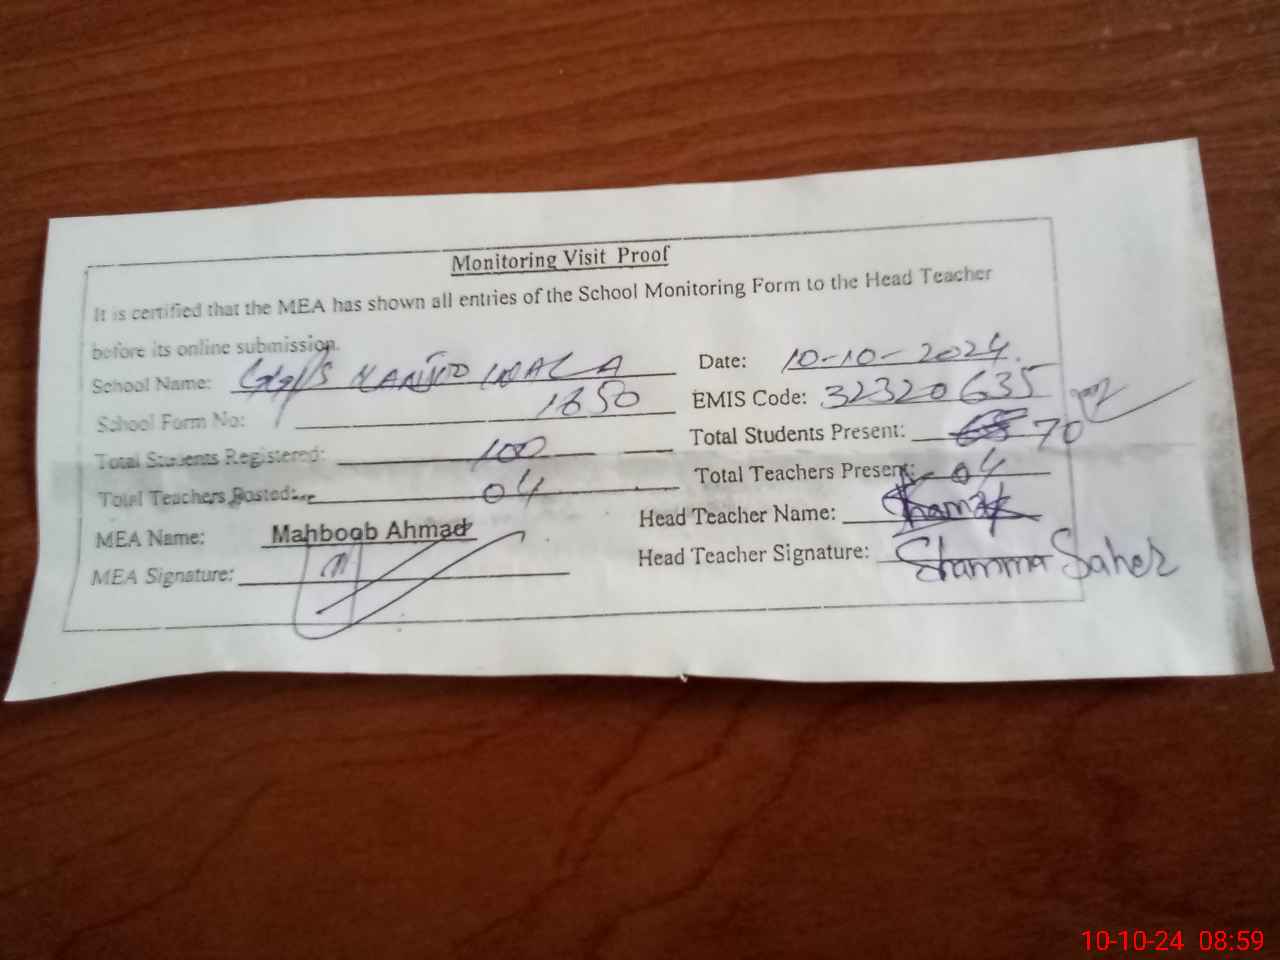 Monitoring Visit Proof
It is certified that the MEA has shown all entries of the School Monitoring Form to the Head Teacher
before its online submission.
School Name: WALA Date: 10-10-2024.
School Form No: 1650 EMIS Code: 32320635
Total Students Registered: 100 Total Students Present: 70
Total Teachers Posted: 04 Total Teachers Present: 04
MEA Name: Mahboob Ahmad Head Teacher Name:
MEA Signature: Head Teacher Signature: Shamma Saher
10-10-24 08:59